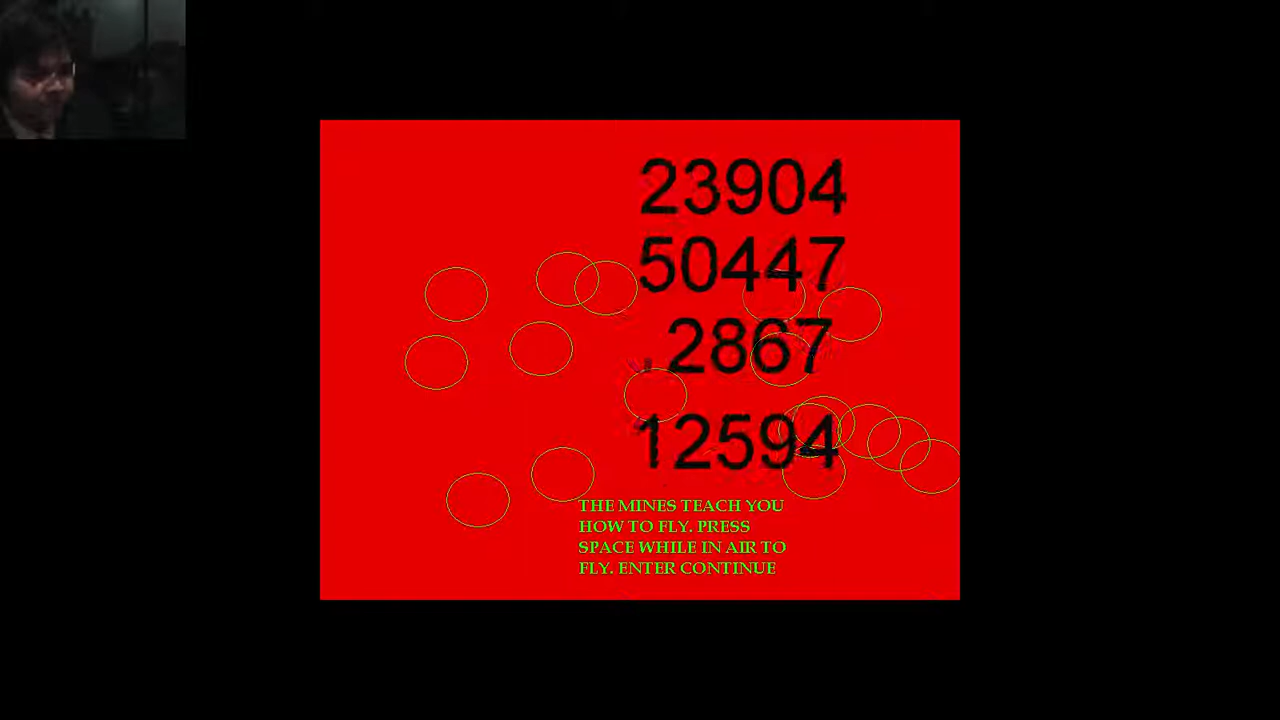 23904
50447
.2867
12594
THE MINES TEACH YOU
HOW TO FLY. PRESS
SPACE WHILE IN AIR TO
FLY. ENTER CONTINUE